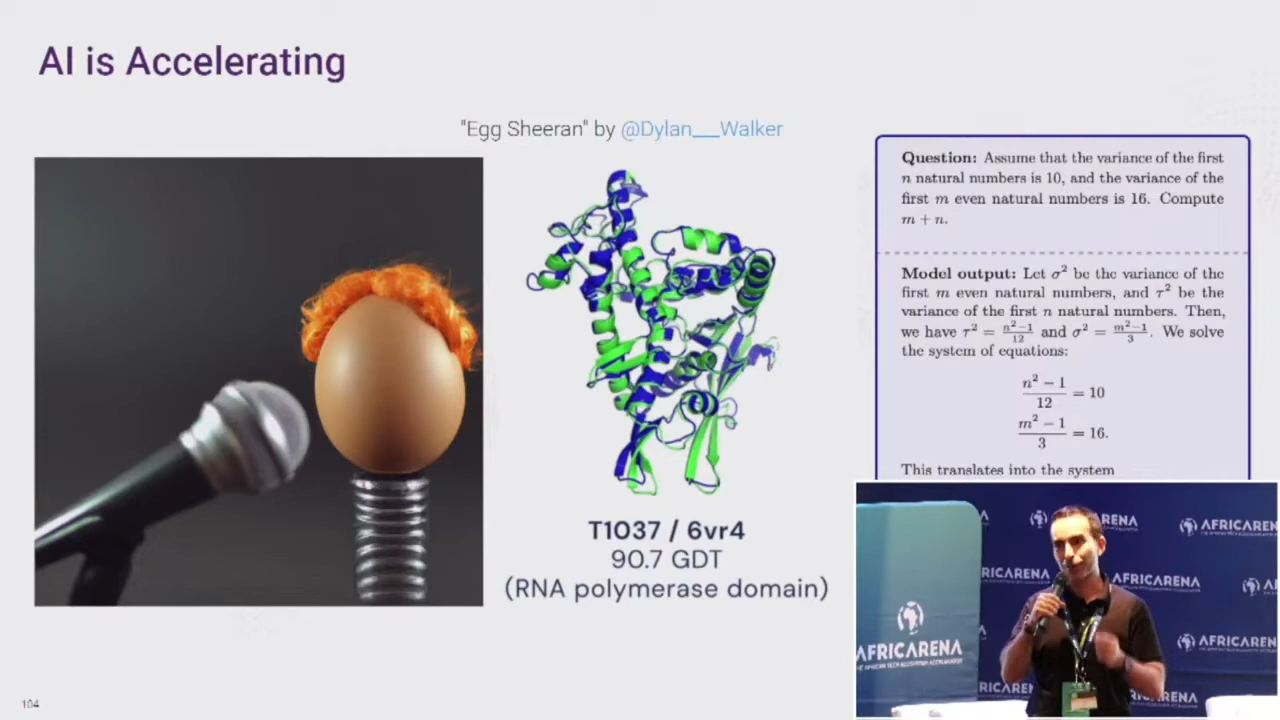 AI is Accelerating
"Egg Sheeran" by @Dylan___Walker
T1037 / 6vr4
90.7 GDT
(RNA polymerase domain)
Question: Assume that the variance of the first
n natural numbers is 10, and the variance of the
first m even natural numbers is 16. Compute
m + n.
Model output: Let σ² be the variance of the
first m even natural numbers, and τ² be the
variance of the first n natural numbers. Then,
we have τ² = (n²−1)/12 and σ² = (m²−1)/3. We solve
the system of equations:
(n² − 1)/12 = 10
(m² − 1)/3 = 16.
This translates into the system
AFRICARENA
AFRICAREN
AFRICARENA
AFRICARENA
AFRICARENA
RICAREN
AFRICARENA
104